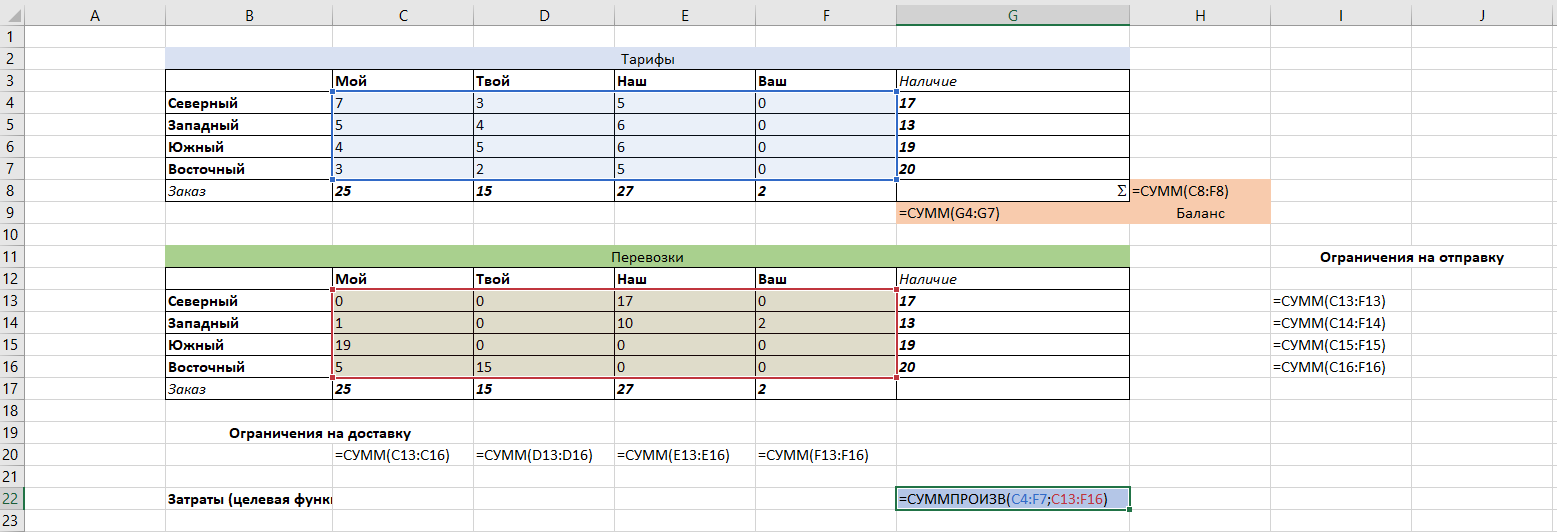 A B C D E F G H I J
1
2 Тарифы
3 Мой Твой Наш Ваш Наличие
4 Северный 7 3 5 0 17
5 Западный 5 4 6 0 13
6 Южный 4 5 6 0 19
7 Восточный 3 2 5 0 20
8 Заказ 25 15 27 2 Σ =СУММ(C8:F8)
9 =СУММ(G4:G7) Баланс
10
11 Перевозки Ограничения на отправку
12 Мой Твой Наш Ваш Наличие
13 Северный 0 0 17 0 17 =СУММ(C13:F13)
14 Западный 1 0 10 2 13 =СУММ(C14:F14)
15 Южный 19 0 0 0 19 =СУММ(C15:F15)
16 Восточный 5 15 0 0 20 =СУММ(C16:F16)
17 Заказ 25 15 27 2
18
19 Ограничения на доставку
20 =СУММ(C13:C16) =СУММ(D13:D16) =СУММ(E13:E16) =СУММ(F13:F16)
21
22 Затраты (целевая функ =СУММПРОИЗВ(C4:F7;C13:F16)
23